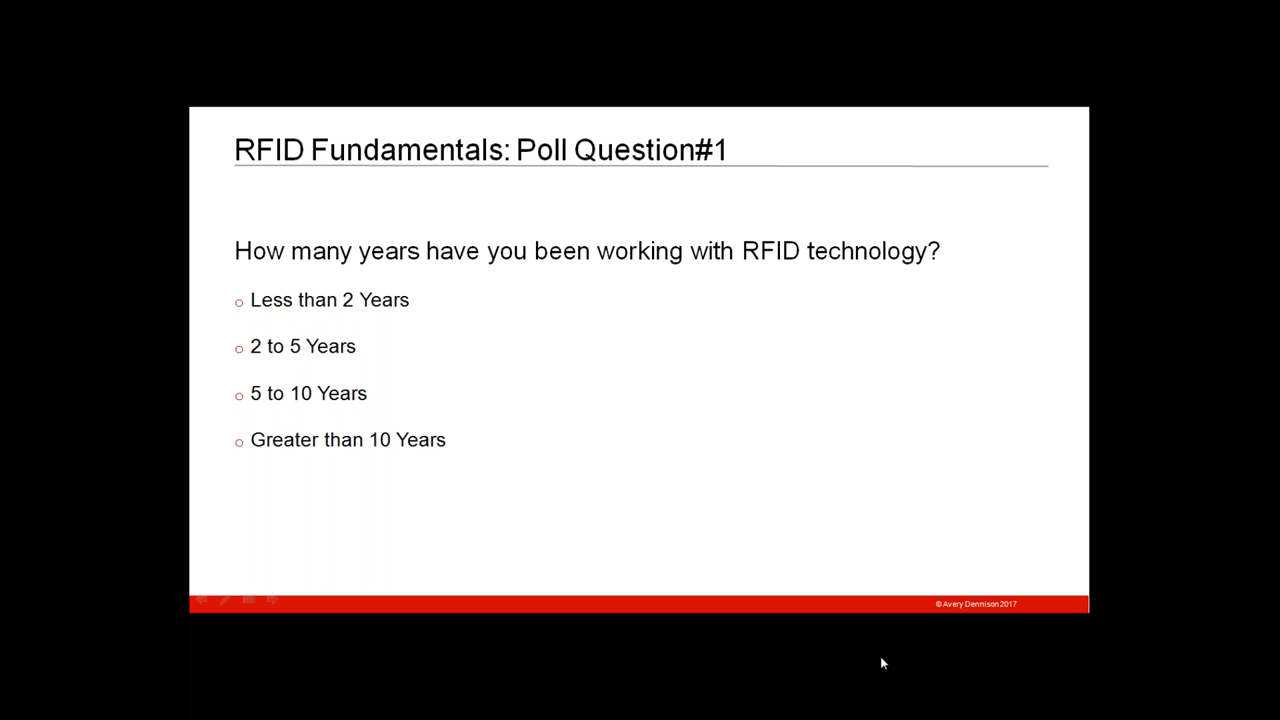 RFID Fundamentals: Poll Question#1
How many years have you been working with RFID technology?
Less than 2 Years
2 to 5 Years
5 to 10 Years
Greater than 10 Years
©Avery Dennison2017